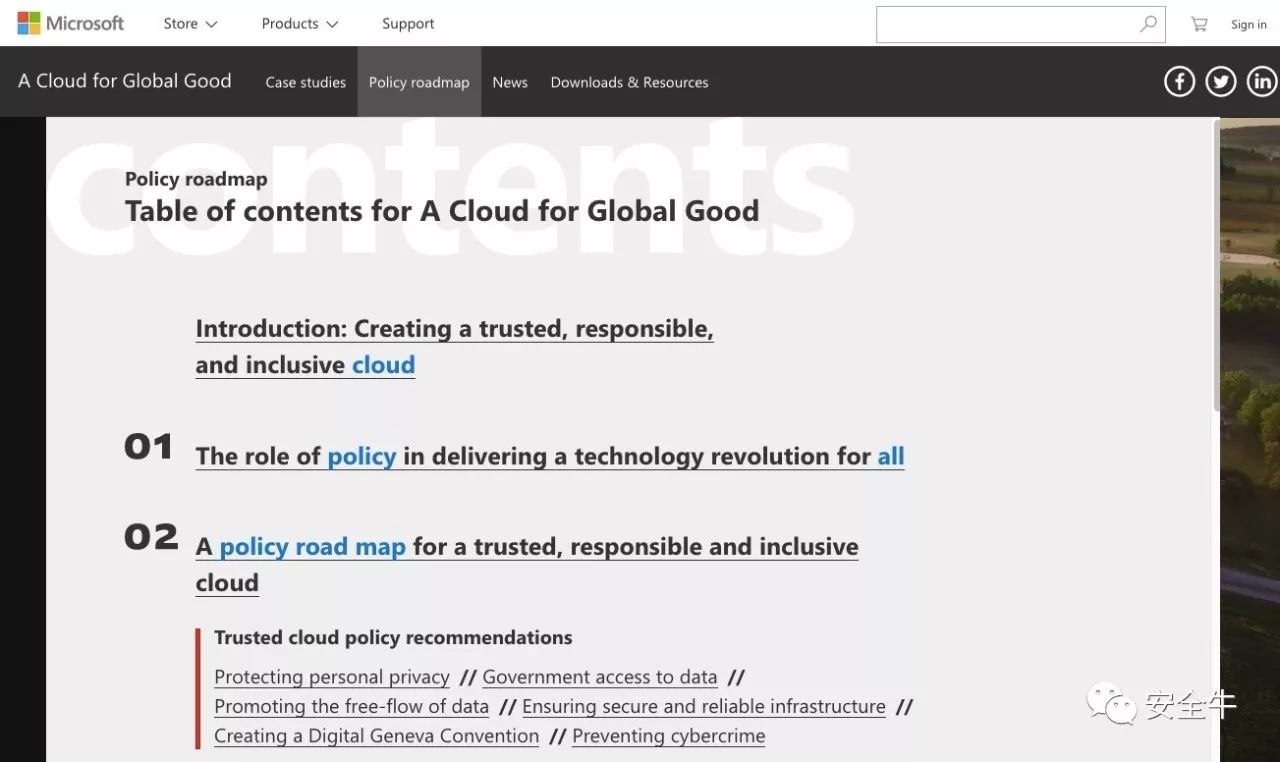 Microsoft Store Products Support Sign in
A Cloud for Global Good Case studies Policy roadmap News Downloads & Resources
contents
Policy roadmap
Table of contents for A Cloud for Global Good
Introduction: Creating a trusted, responsible,
and inclusive cloud
01 The role of policy in delivering a technology revolution for all
02 A policy road map for a trusted, responsible and inclusive
cloud
Trusted cloud policy recommendations
Protecting personal privacy // Government access to data //
Promoting the free-flow of data // Ensuring secure and reliable infrastructure //
Creating a Digital Geneva Convention // Preventing cybercrime
安全牛